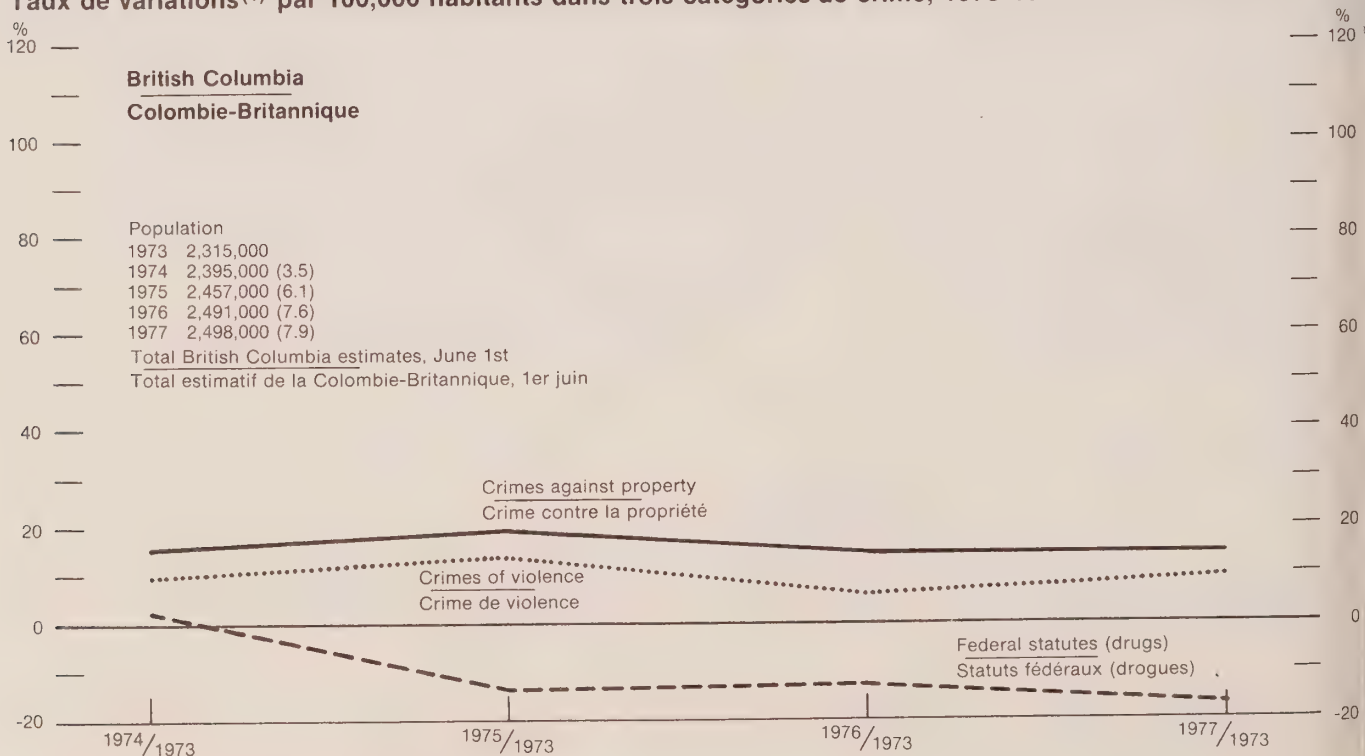 Taux de variations(1) par 100,000 habitants dans trois catégories de crime,
%
%
120
120
British Columbia
Colombie-Britannique
100
100
Population
80
80
1973 2,315,000
1974 2,395,000 (3.5)
1975 2,457,000 (6.1)
1976 2,491,000 (7.6)
1977 2,498,000 (7.9)
60
60
Total British Columbia estimates, June 1st
Total estimatif de la Colombie-Britannique, 1er juin
40
40
Crimes against property
Crime contre la propriété
20
20
Crimes of violence
Crime de violence
0
0
Federal statutes (drugs)
Statuts fédéraux (drogues)
-20
-20
1974/1973
1975/1973
1976/1973
1977/1973